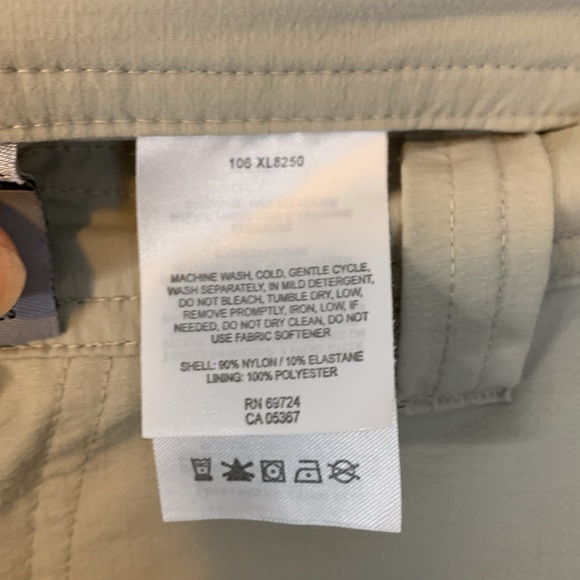 106 XL8250
MACHINE WASH, COLD, GENTLE CYCLE,
WASH SEPARATELY, IN MILD DETERGENT,
DO NOT BLEACH, TUMBLE DRY, LOW,
REMOVE PROMPTLY, IRON, LOW, IF
NEEDED, DO NOT DRY CLEAN, DO NOT
USE FABRIC SOFTENER
SHELL: 90% NYLON / 10% ELASTANE
LINING: 100% POLYESTER
RN 69724
CA 05367